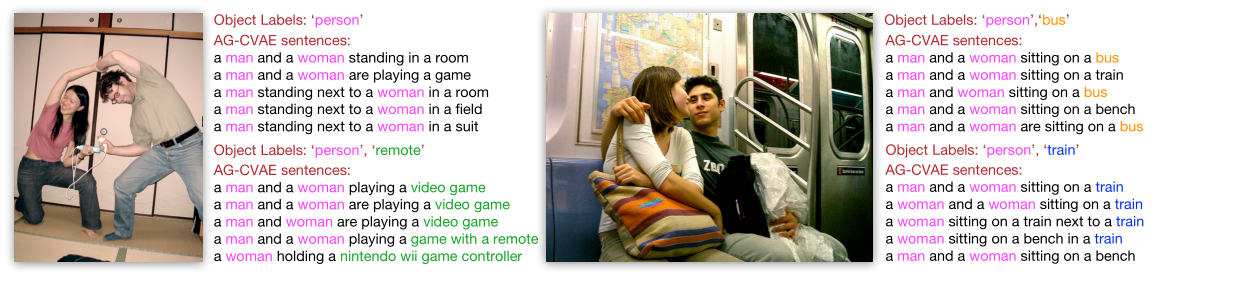 Object Labels: ‘person’
AG-CVAE sentences:
a man and a woman standing in a room
a man and a woman are playing a game
a man standing next to a woman in a room
a man standing next to a woman in a field
a man standing next to a woman in a suit
Object Labels: ‘person’, ‘remote’
AG-CVAE sentences:
a man and a woman playing a video game
a man and a woman are playing a video game
a man and woman are playing a video game
a man and a woman playing a game with a remote
a woman holding a nintendo wii game controller
ZBO
Object Labels: ‘person’,‘bus’
AG-CVAE sentences:
a man and a woman sitting on a bus
a man and a woman sitting on a train
a man and woman sitting on a bus
a man and a woman sitting on a bench
a man and a woman are sitting on a bus
Object Labels: ‘person’, ‘train’
AG-CVAE sentences:
a man and a woman sitting on a train
a woman and a woman sitting on a train
a woman sitting on a train next to a train
a woman sitting on a bench in a train
a man and a woman sitting on a bench